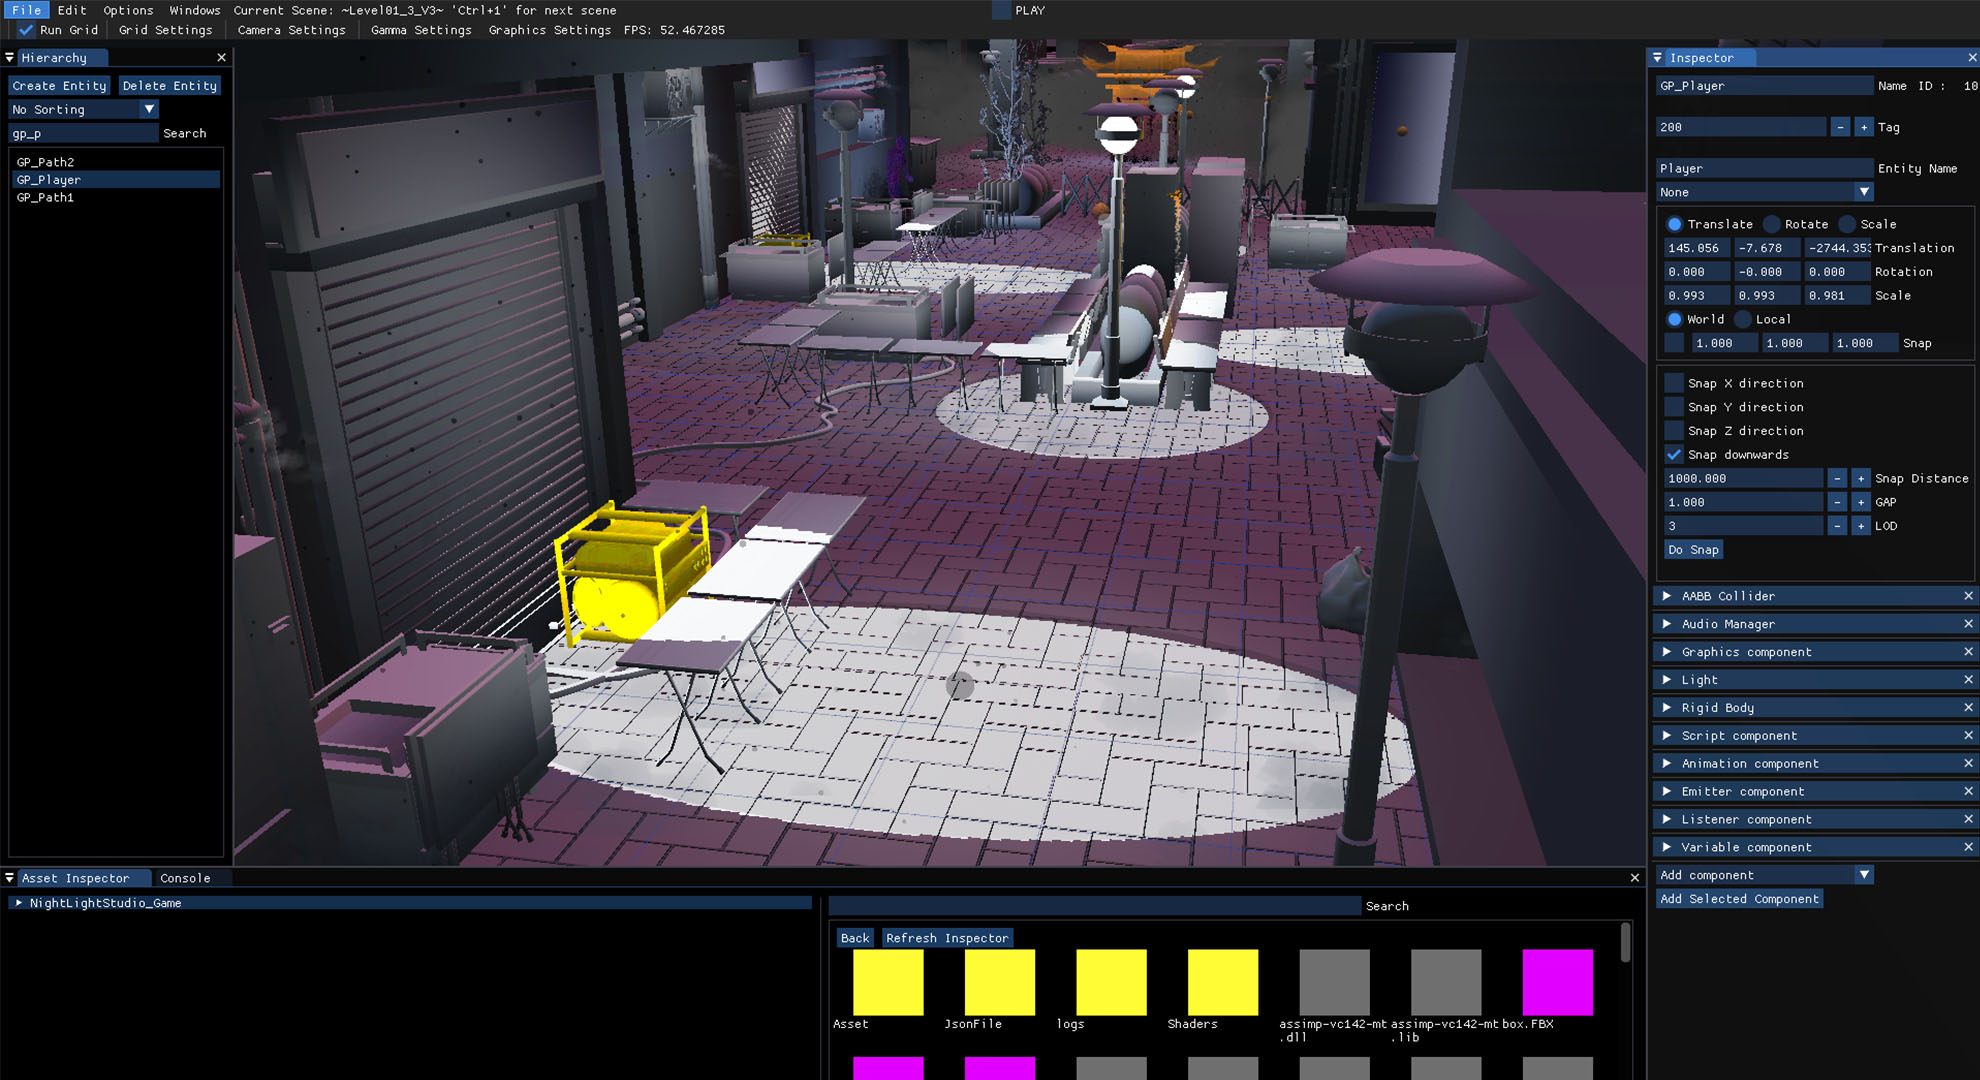 File Edit Options Windows Current Scene: ~Level01_3_V3~ 'Ctrl+1' for next scene PLAY
Run Grid Grid Settings Camera Settings Gamma Settings Graphics Settings FPS: 52.467285
Hierarchy
Create Entity Delete Entity
No Sorting
gp_p Search
GP_Path2
GP_Player
GP_Path1
Inspector
GP_Player Name ID : 10
200 - + Tag
Player Entity Name
None
Translate Rotate Scale
145.056 -7.678 -2744.353 Translation
0.000 -0.000 0.000 Rotation
0.993 0.993 0.981 Scale
World Local
1.000 1.000 1.000 Snap
Snap X direction
Snap Y direction
Snap Z direction
Snap downwards
1000.000 - + Snap Distance
1.000 - + GAP
3 - + LOD
Do Snap
AABB Collider
Audio Manager
Graphics component
Light
Rigid Body
Script component
Animation component
Emitter component
Listener component
Variable component
Add component
Add Selected Component
Asset Inspector Console
NightLightStudio_Game
Search
Back Refresh Inspector
Asset JsonFile logs Shaders assimp-vc142-mt.dll assimp-vc142-mt.lib box.FBX